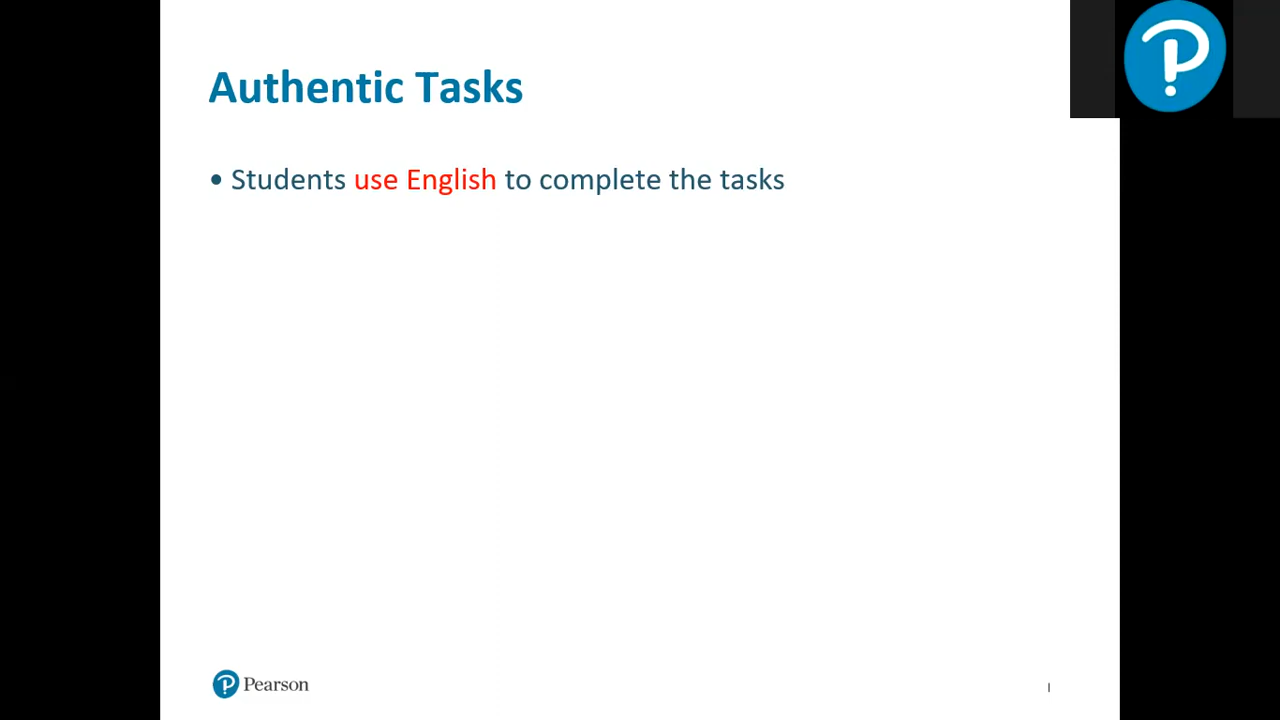 Authentic Tasks
• Students use English to complete the tasks
Pearson